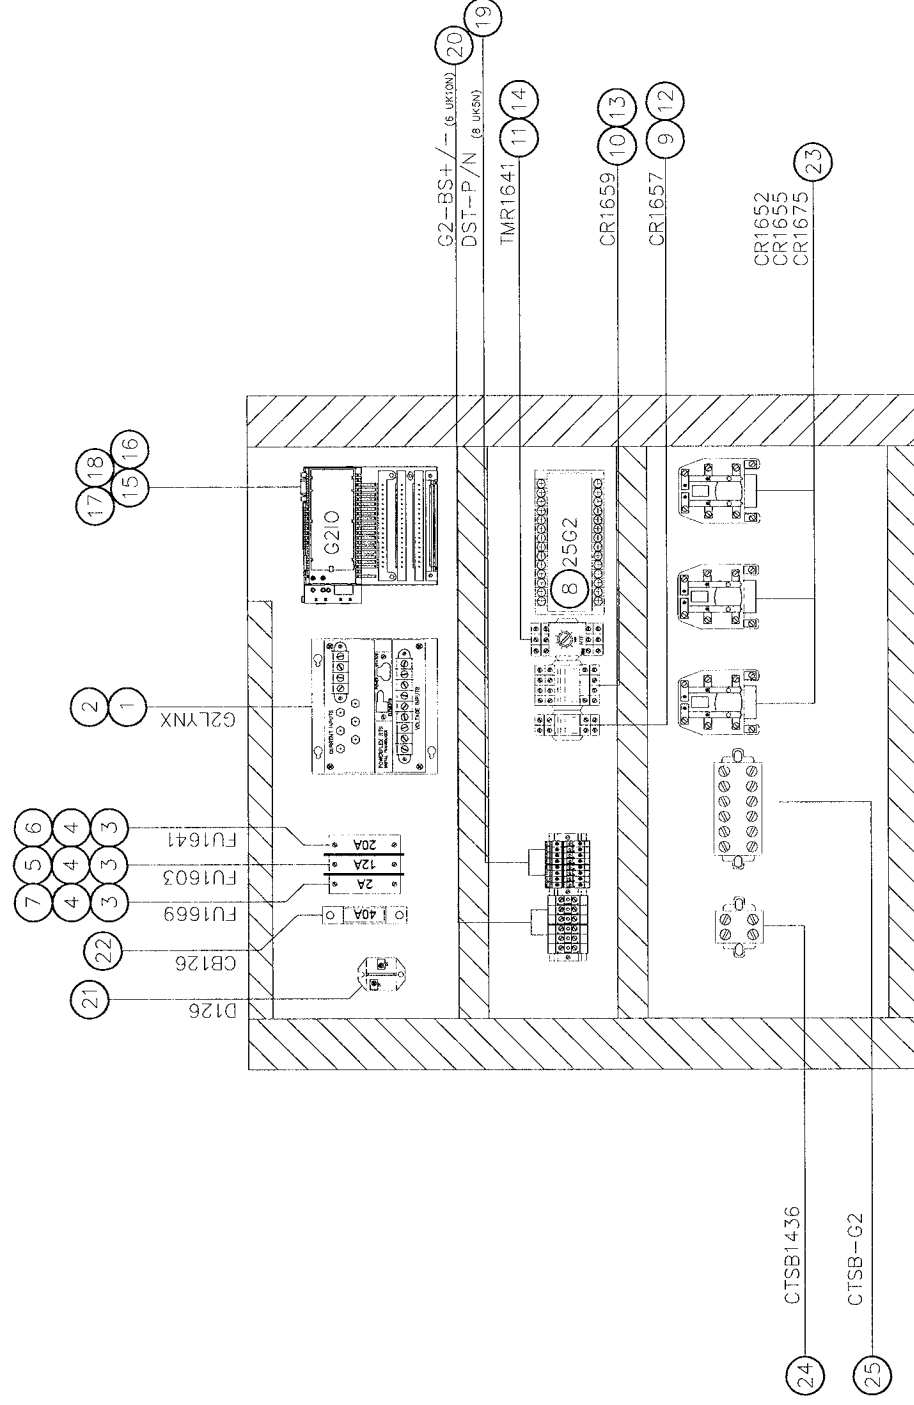 20
19
G2-BS+/- (6 UK10N)
DST-P/N (8 UK5N)
11 14
TMR1641
10 13
CR1659
9 12
CR1657
23
CR1652
CR1655
CR1675
17 18
15 16
G2IO
2 1
G2LYNX
CURRENT INPUTS
VOLTAGE INPUTS
6 4 3
FU1641
5 4 3
FU1603
7 4 3
FU1669
22
CB126
21
D126
20A
12A
2A
40A
8
25G2
CTSB1436
24
CTSB-G2
25